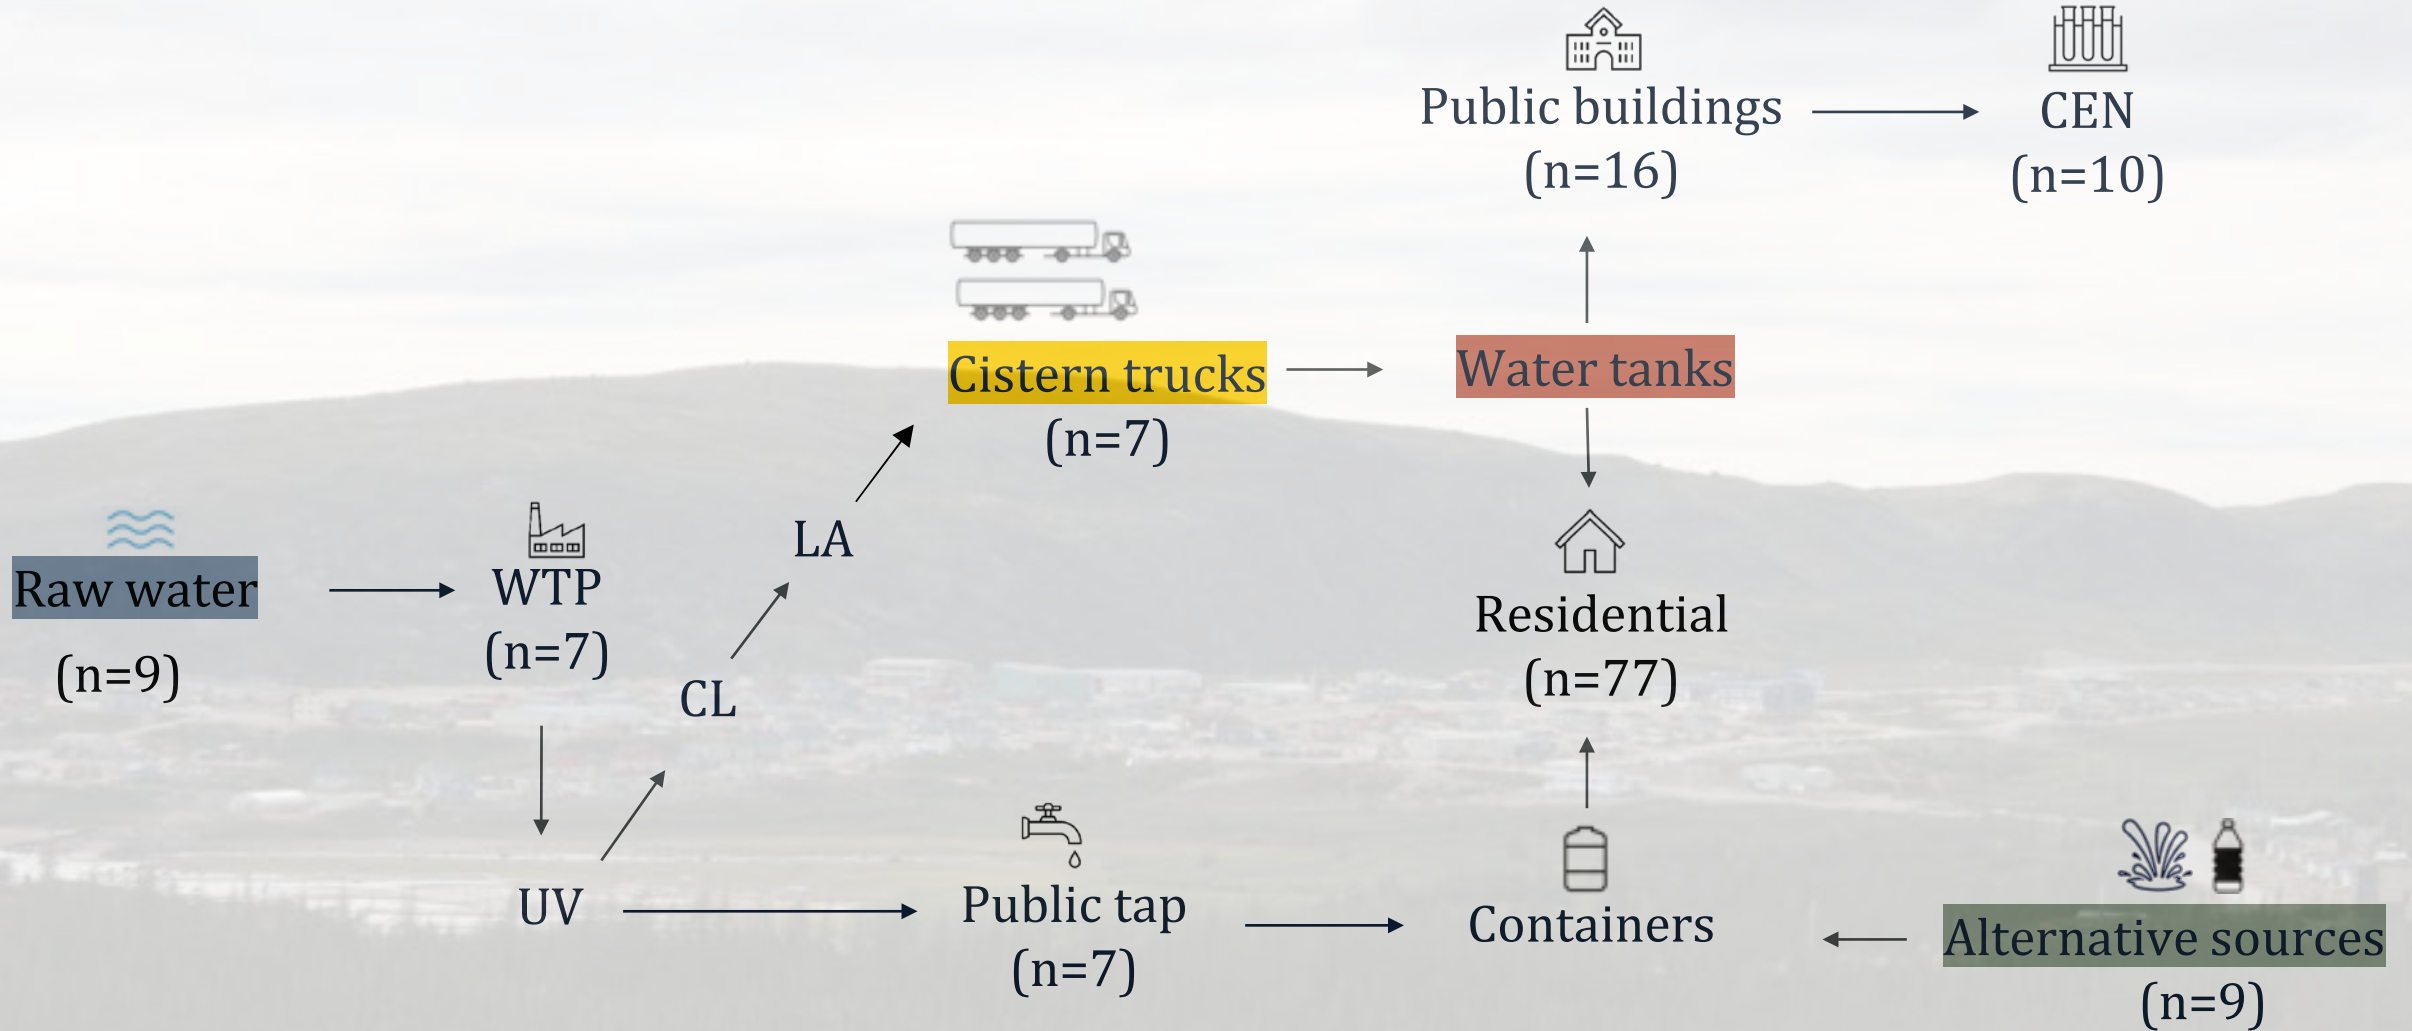 Public buildings
(n=16)
CEN
(n=10)
Cistern trucks
(n=7)
Water tanks
LA
Raw water
(n=9)
WTP
(n=7)
CL
Residential
(n=77)
UV
Public tap
(n=7)
Containers
Alternative sources
(n=9)